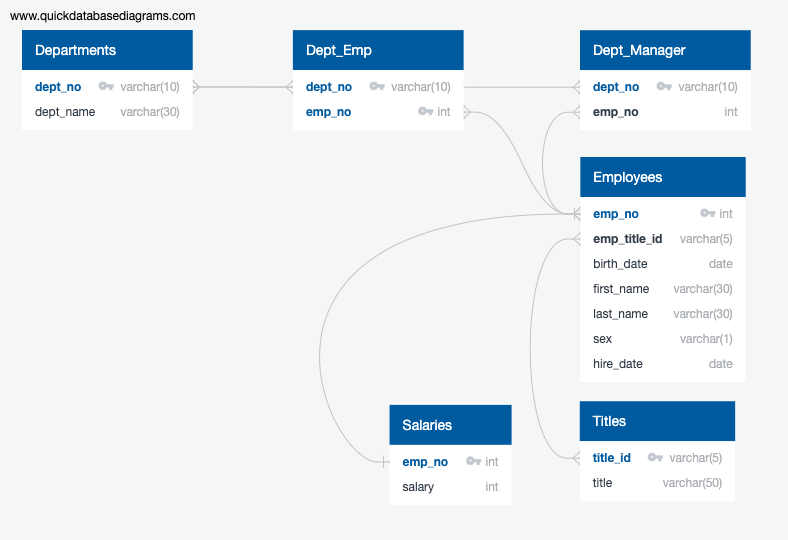 www.quickdatabasediagrams.com
Departments
dept_no varchar(10)
dept_name varchar(30)
Dept_Emp
dept_no varchar(10)
emp_no int
Dept_Manager
dept_no varchar(10)
emp_no int
Employees
emp_no int
emp_title_id varchar(5)
birth_date date
first_name varchar(30)
last_name varchar(30)
sex varchar(1)
hire_date date
Salaries
emp_no int
salary int
Titles
title_id varchar(5)
title varchar(50)